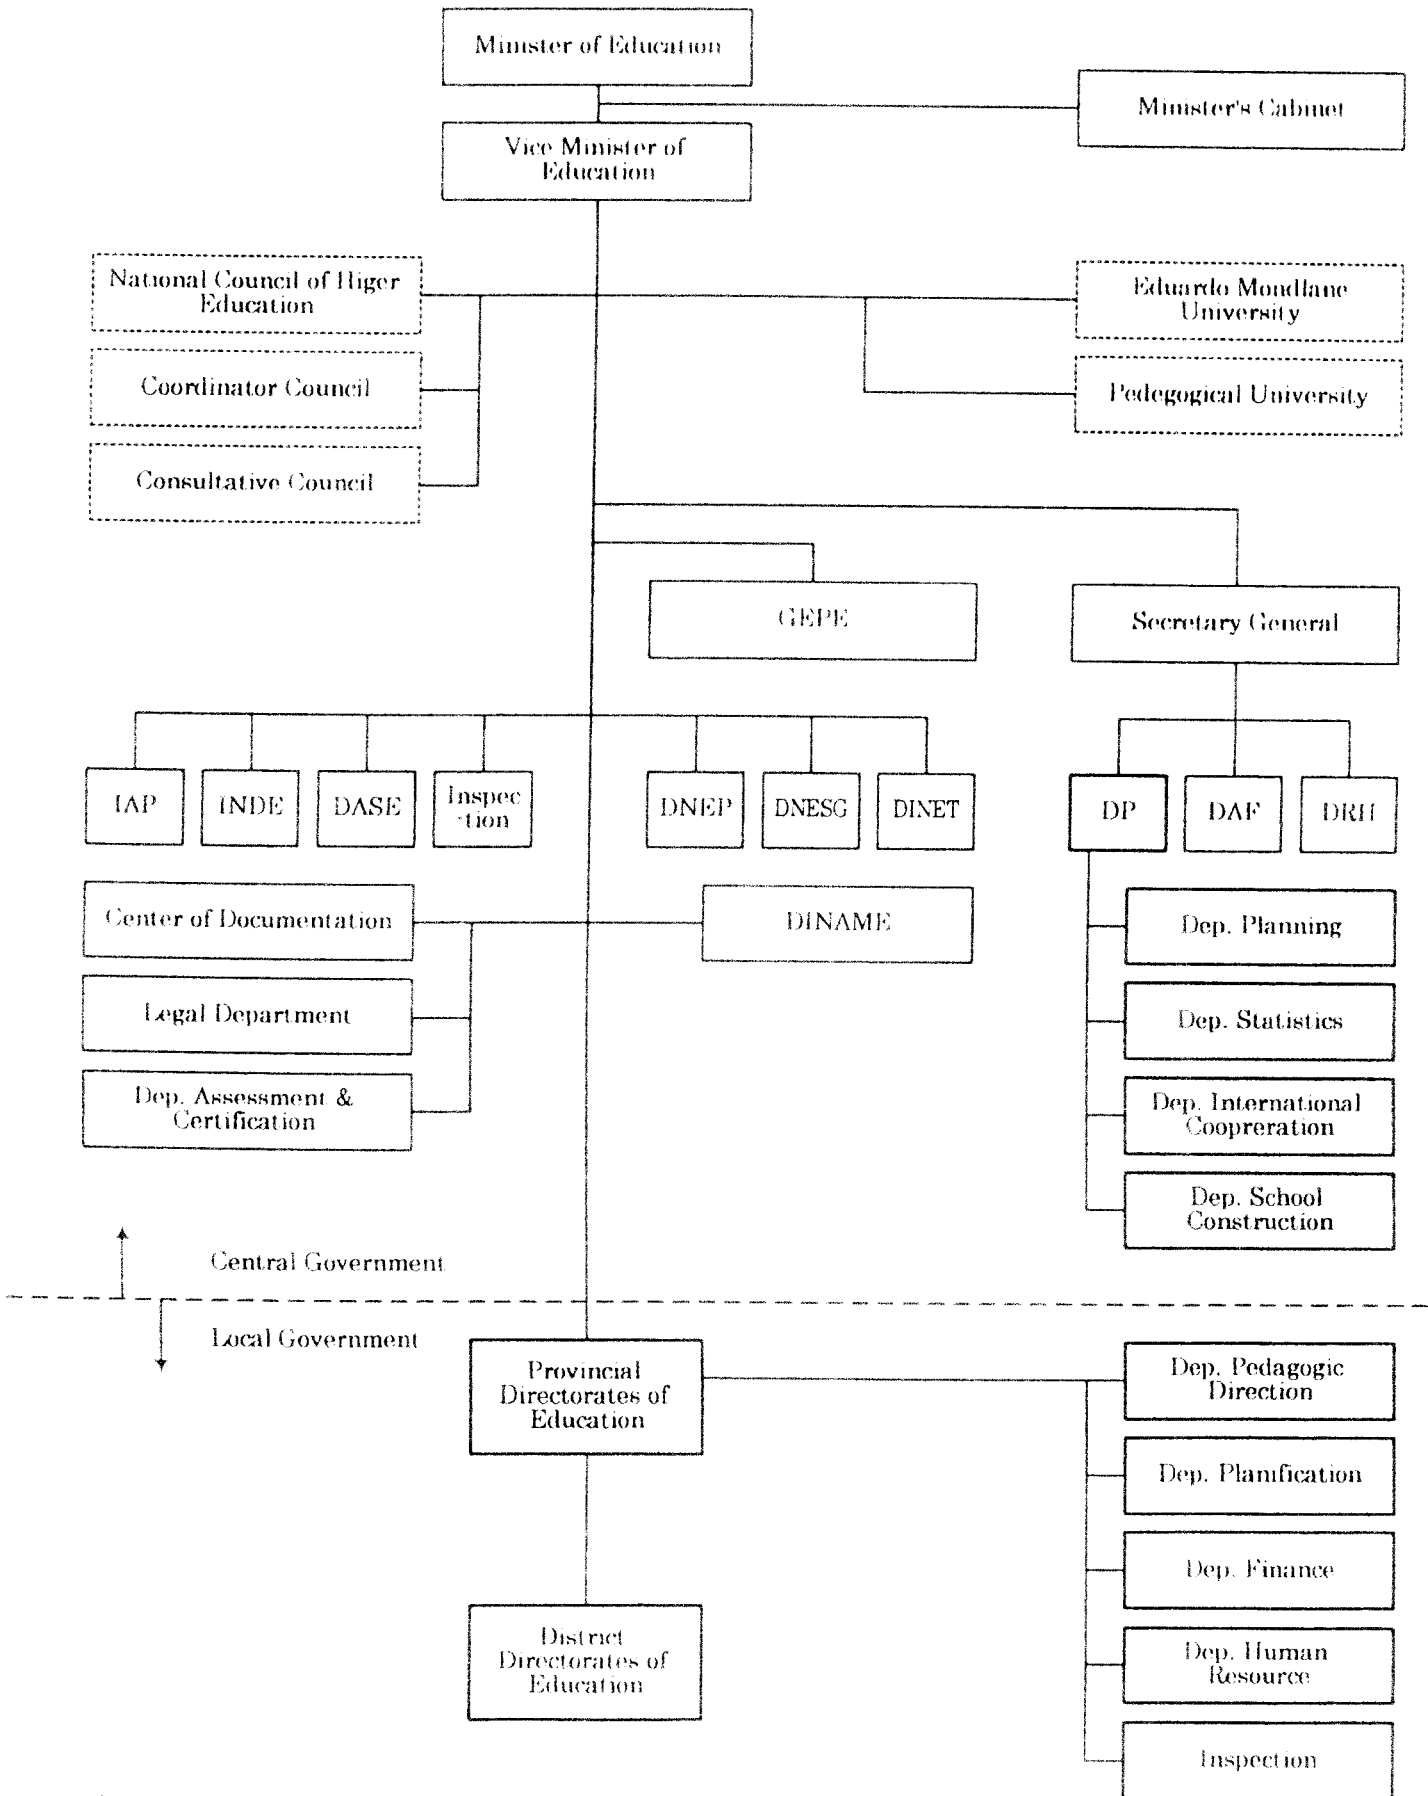 Minister of Education
Minister's Cabinet
Vice Minister of
Education
National Council of Higer
Education
Eduardo Mondlane
University
Coordinator Council
Pedegogical University
Consultative Council
GEPE
Secretary General
IAP
INDE
DASE
Inspec
-tion
DNEP
DNESG
DINET
DP
DAF
DRH
Center of Documentation
DINAME
Dep. Planning
Legal Department
Dep. Statistics
Dep. Assessment &
Certification
Dep. International
Coopreration
Dep. School
Construction
Central Government
Local Government
Provincial
Directorates of
Education
Dep. Pedagogic
Direction
Dep. Planification
Dep. Finance
District
Directorates of
Education
Dep. Human
Resource
Inspection